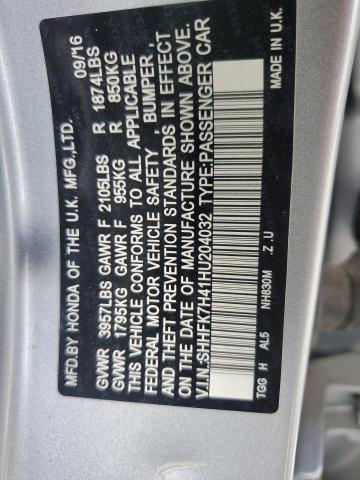 MFD.BY HONDA OF THE U.K. MFG.,LTD. 09/16
GVWR 3957LBS GAWR F 2105LBS R 1874LBS
GVWR 1795KG GAWR F 955KG R 850KG
THIS VEHICLE CONFORMS TO ALL APPLICABLE
FEDERAL MOTOR VEHICLE SAFETY , BUMPER ,
AND THEFT PREVENTION STANDARDS IN EFFECT
ON THE DATE OF MANUFACTURE SHOWN ABOVE.
V.I.N.:SHHFK7H41HU204032 TYPE:PASSENGER CAR
TGG H AL5 NH830M .Z .U MADE IN U.K.